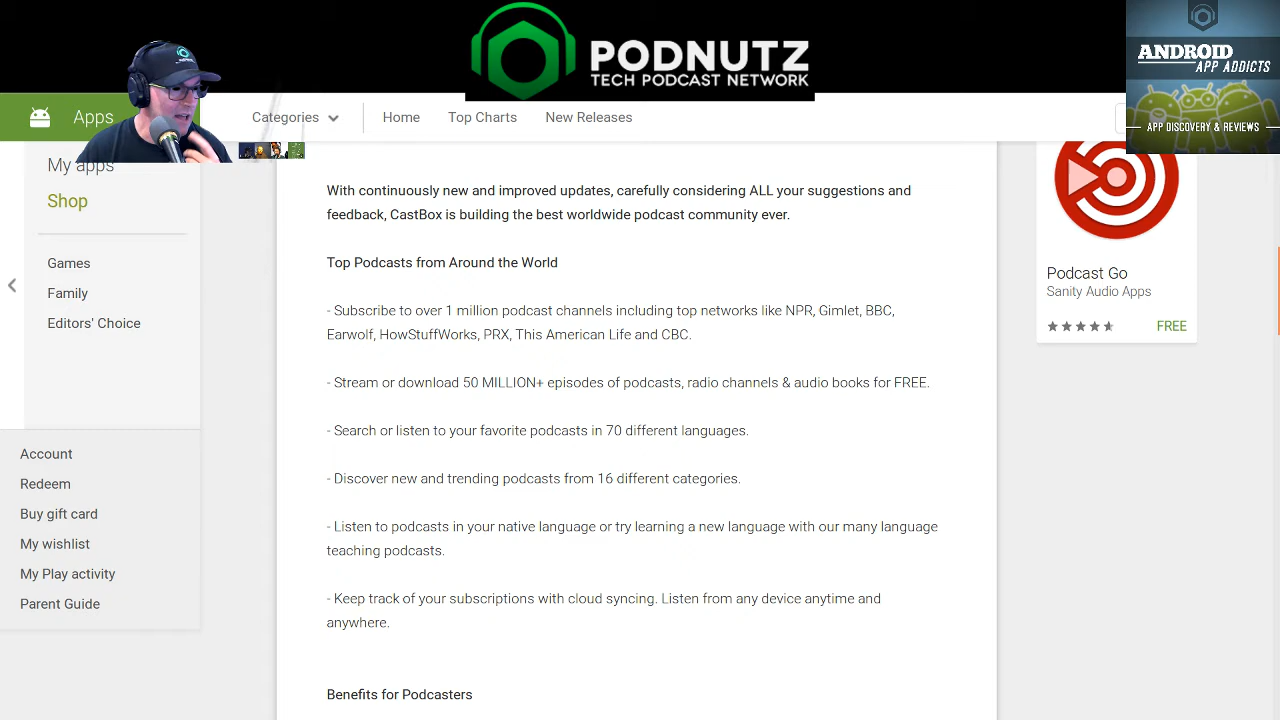 PODNUTZ
TECH PODCAST NETWORK
ANDROID
APP ADDICTS
APP DISCOVERY & REVIEWS
Apps
Categories
Home
Top Charts
New Releases
My apps
Shop
Games
Family
Editors' Choice
Account
Redeem
Buy gift card
My wishlist
My Play activity
Parent Guide
With continuously new and improved updates, carefully considering ALL your suggestions and
feedback, CastBox is building the best worldwide podcast community ever.
Top Podcasts from Around the World
- Subscribe to over 1 million podcast channels including top networks like NPR, Gimlet, BBC,
Earwolf, HowStuffWorks, PRX, This American Life and CBC.
- Stream or download 50 MILLION+ episodes of podcasts, radio channels & audio books for FREE.
- Search or listen to your favorite podcasts in 70 different languages.
- Discover new and trending podcasts from 16 different categories.
- Listen to podcasts in your native language or try learning a new language with our many language
teaching podcasts.
- Keep track of your subscriptions with cloud syncing. Listen from any device anytime and
anywhere.
Benefits for Podcasters
Podcast Go
Sanity Audio Apps
FREE